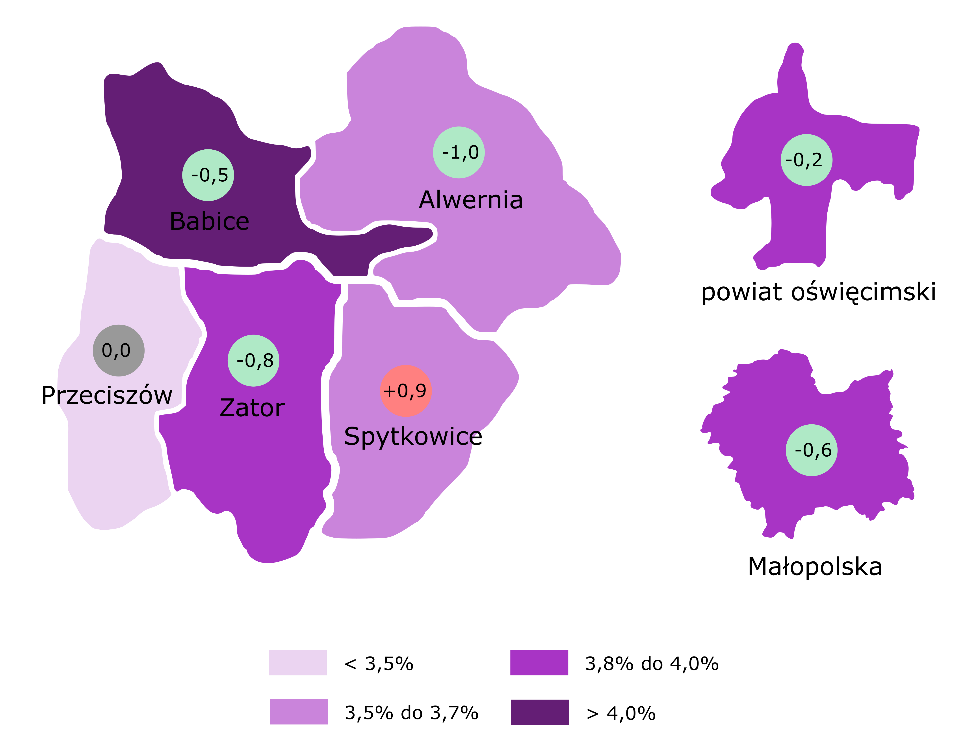 -1,0
Alwernia
-0,5
Babice
-0,2
powiat oświęcimski
0,0
Przeciszów
-0,8
Zator
+0,9
Spytkowice
-0,6
Małopolska
< 3,5%
3,8% do 4,0%
3,5% do 3,7%
> 4,0%